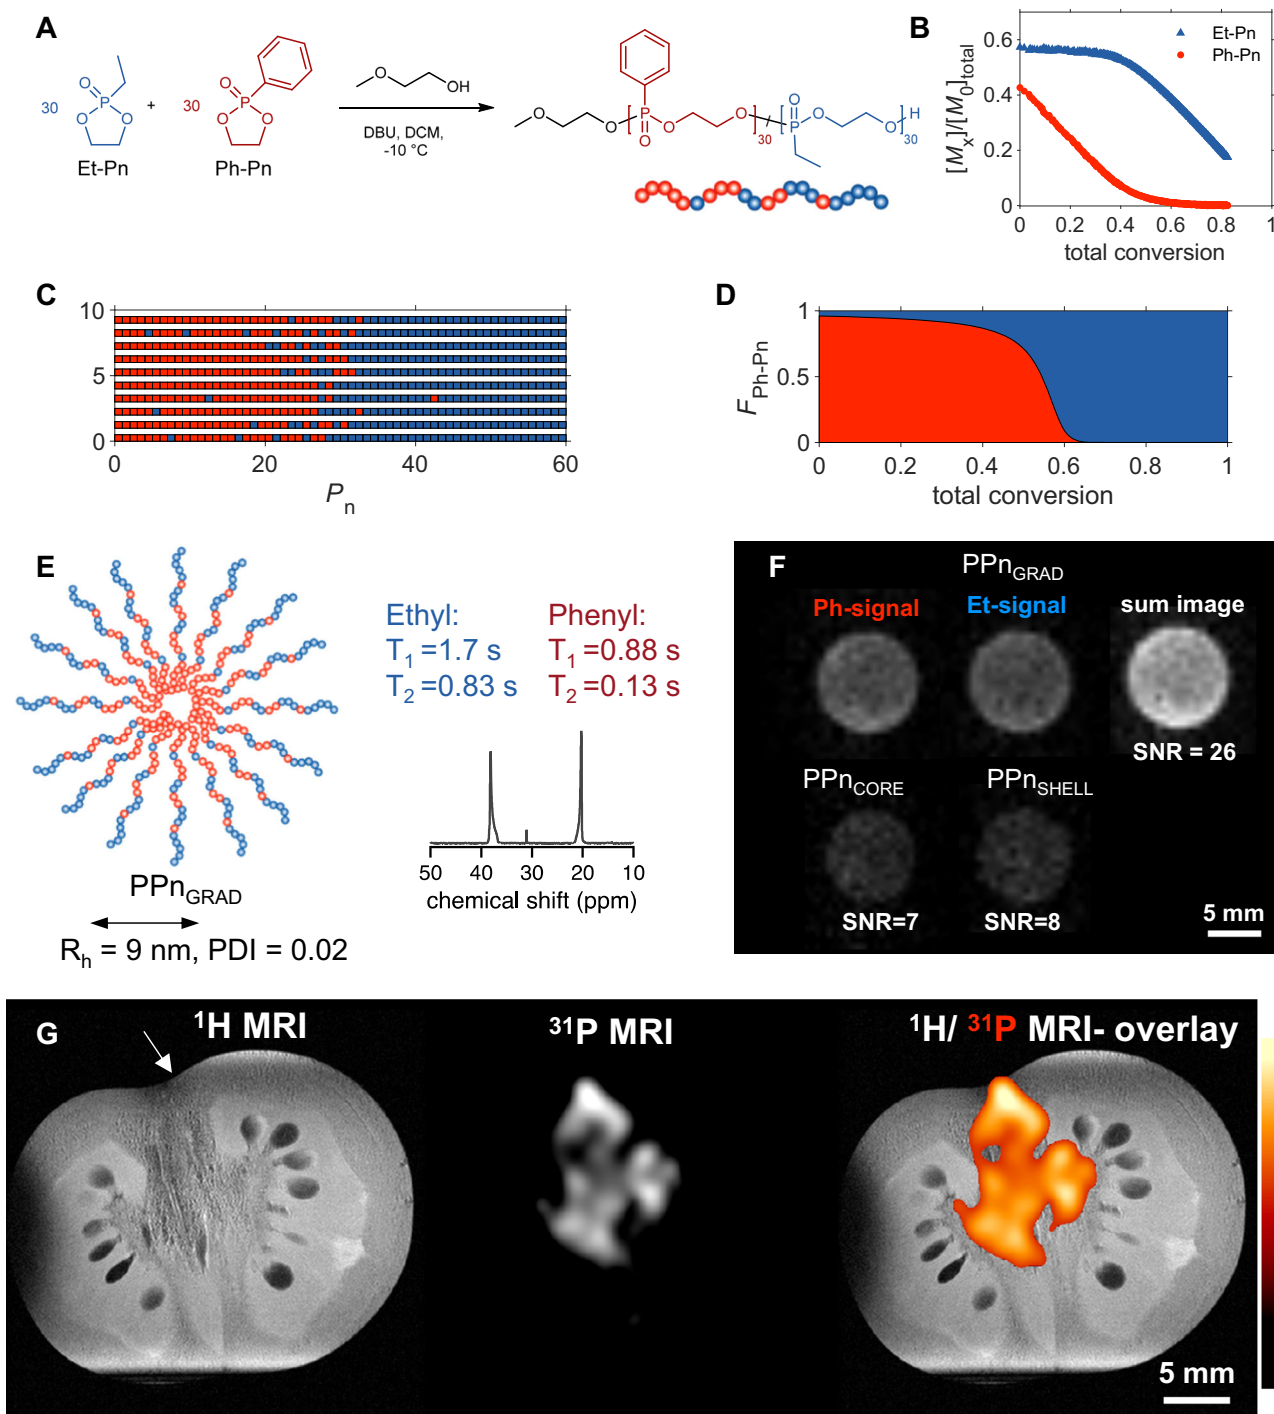 A
30
Et-Pn
+
30
Ph-Pn
O
P
O
O
O
P
O
O
O
OH
DBU, DCM,
-10 °C
O
O
P
O
O
O
30
O
P
O
O
H
30
B
Et-Pn
Ph-Pn
[Mx]/[M0]total
0.6
0.4
0.2
0
0 0.2 0.4 0.6 0.8 1
total conversion
C
10
5
0
0 20 40 60
Pn
D
FPh-Pn
1
0.5
0
0 0.2 0.4 0.6 0.8 1
total conversion
E
Ethyl:
T1 =1.7 s
T2 =0.83 s
Phenyl:
T1 =0.88 s
T2 =0.13 s
50 40 30 20 10
chemical shift (ppm)
PPnGRAD
Rh = 9 nm, PDI = 0.02
F
PPnGRAD
Ph-signal
Et-signal
sum image
SNR = 26
PPnCORE
PPnSHELL
SNR=7
SNR=8
5 mm
G
1H MRI
31P MRI
1H/ 31P MRI- overlay
5 mm